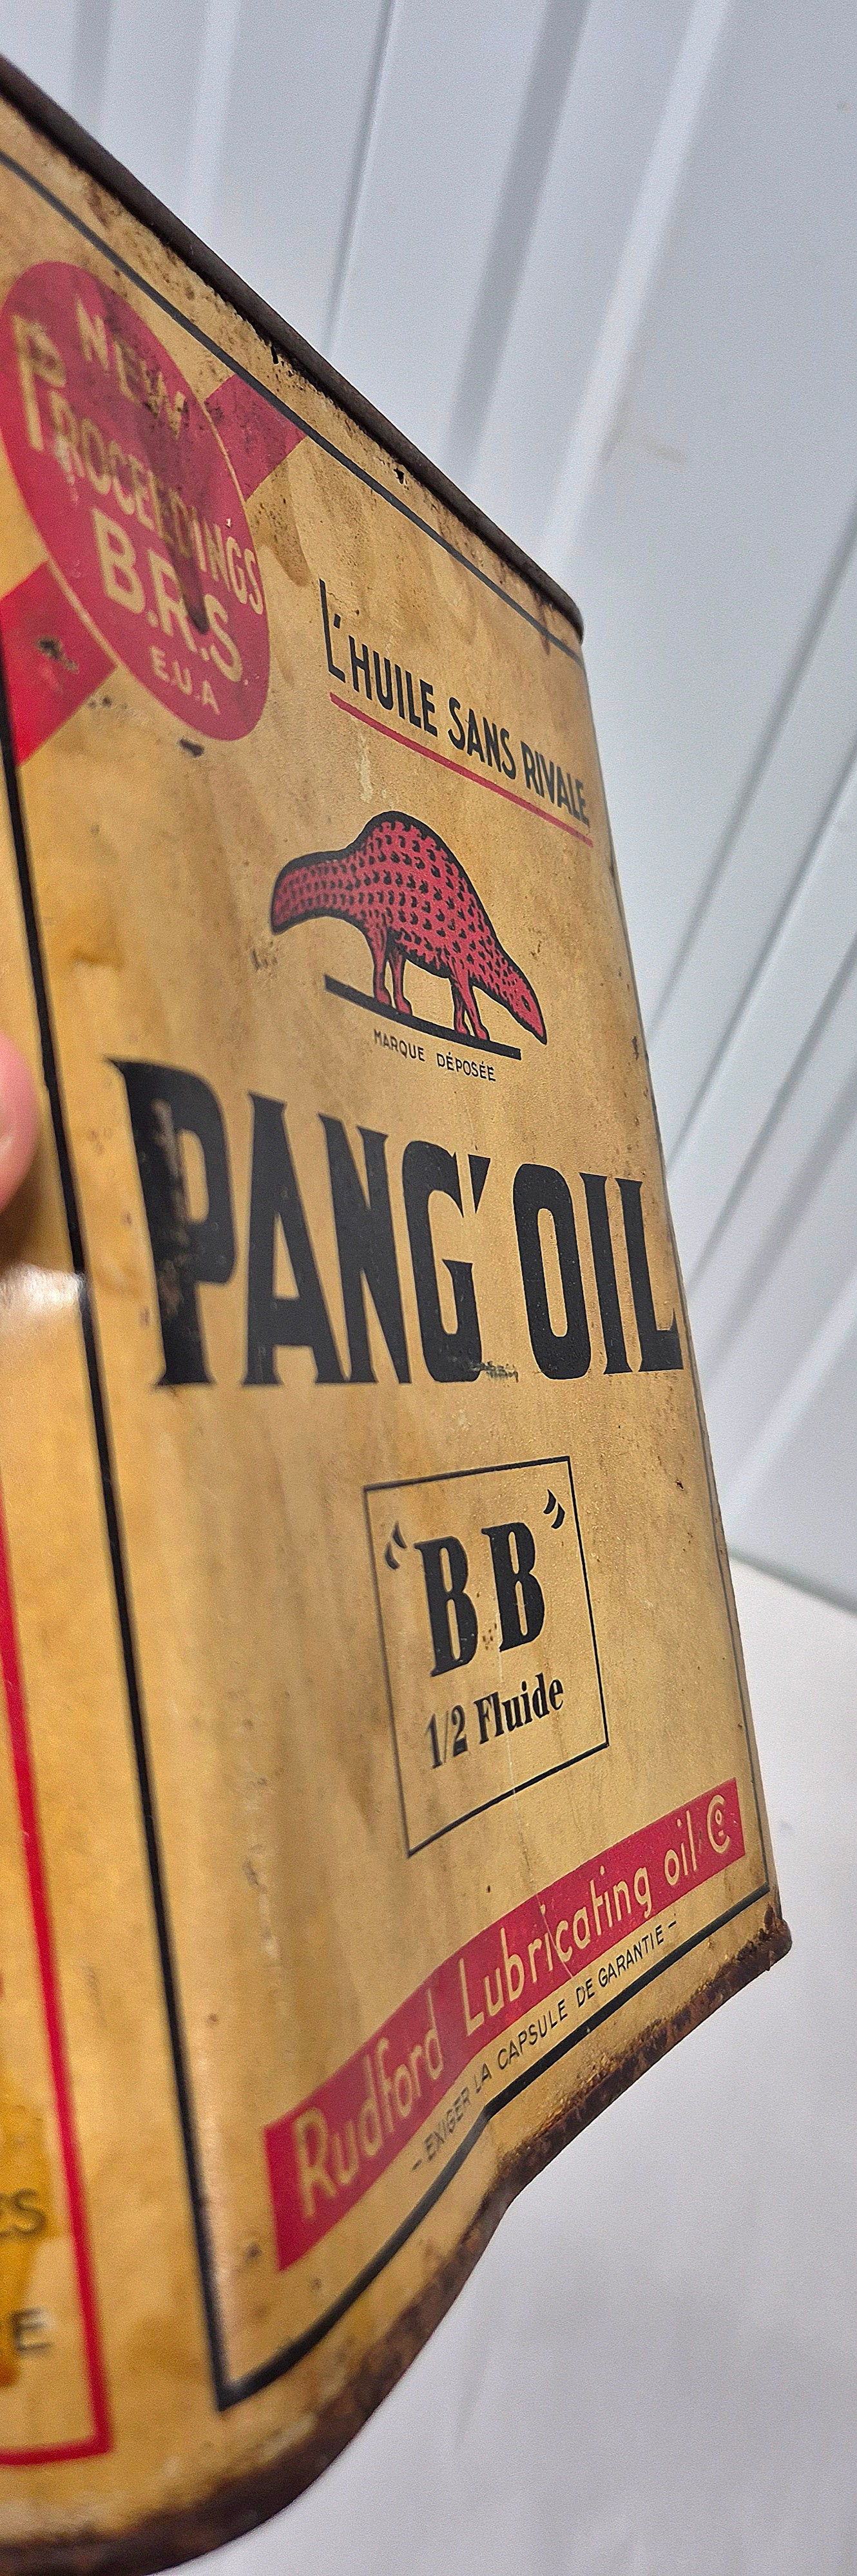 NEW
PROCEEDINGS
B.R.S.
E.U.A
L'HUILE SANS RIVALE
MARQUE DÉPOSÉE
PANG' OIL
"BB"
1/2 Fluide
Rudford Lubricating oil Co
- EXIGER LA CAPSULE DE GARANTIE -